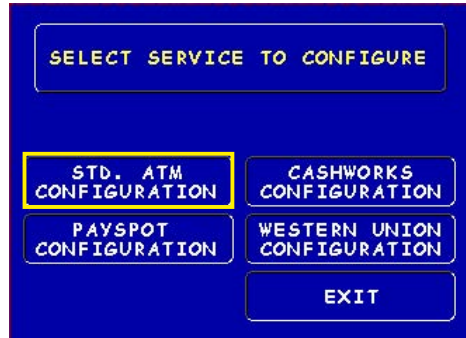 SELECT SERVICE TO CONFIGURE
STD. ATM
CONFIGURATION
CASHWORKS
CONFIGURATION
PAYSPOT
CONFIGURATION
WESTERN UNION
CONFIGURATION
EXIT